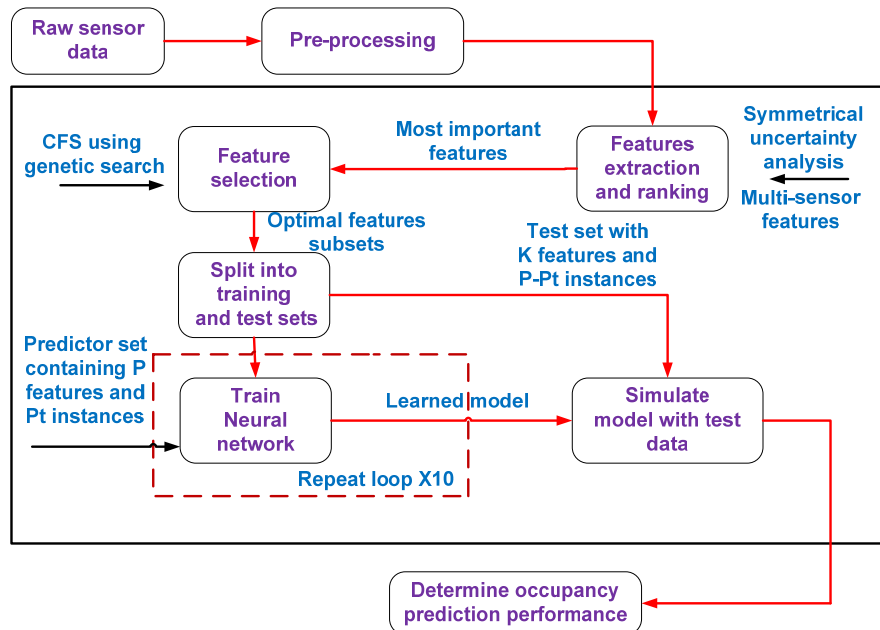 Raw sensor
data
Pre-processing
CFS using
genetic search
Feature
selection
Most important
features
Features
extraction
and ranking
Symmetrical
uncertainty
analysis
Multi-sensor
features
Optimal features
subsets
Test set with
K features and
P-Pt instances
Split into
training
and test sets
Predictor set
containing P
features and
Pt instances
Train
Neural
network
Learned model
Simulate
model with test
data
Repeat loop X10
Determine occupancy
prediction performance